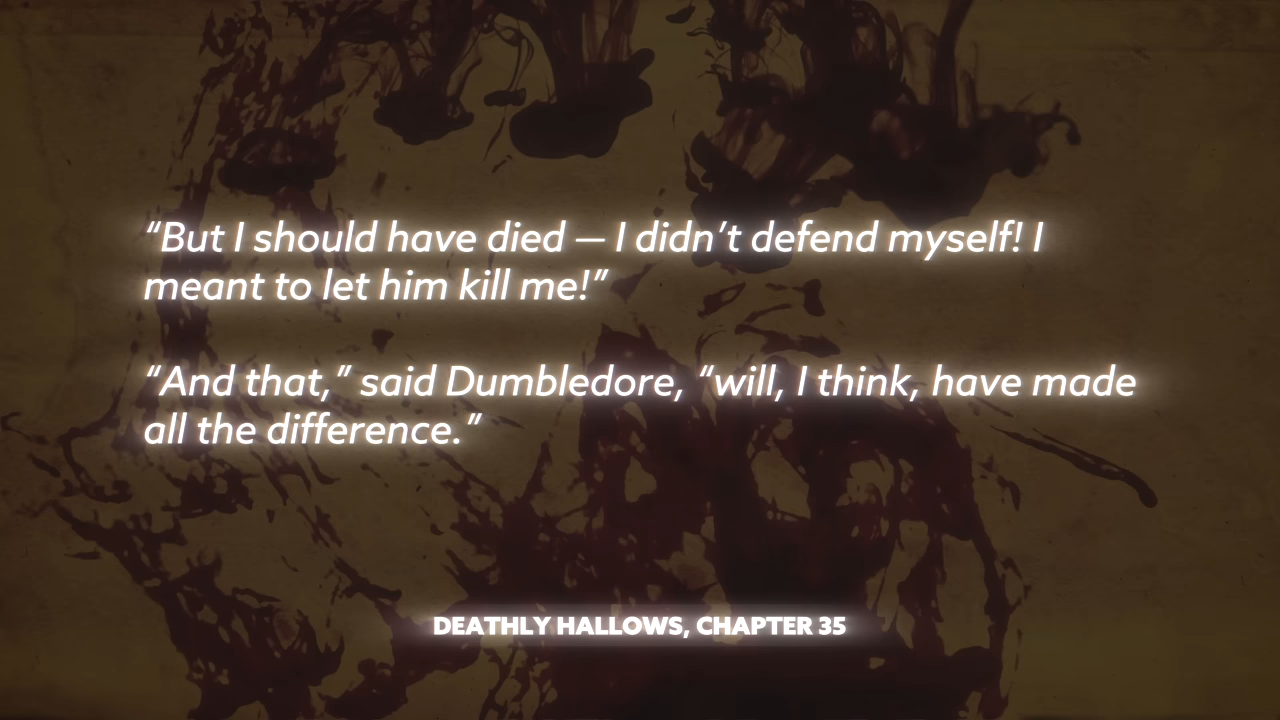 “But I should have died — I didn’t defend myself! I
meant to let him kill me!”
“And that,” said Dumbledore, “will, I think, have made
all the difference.”
DEATHLY HALLOWS, CHAPTER 35